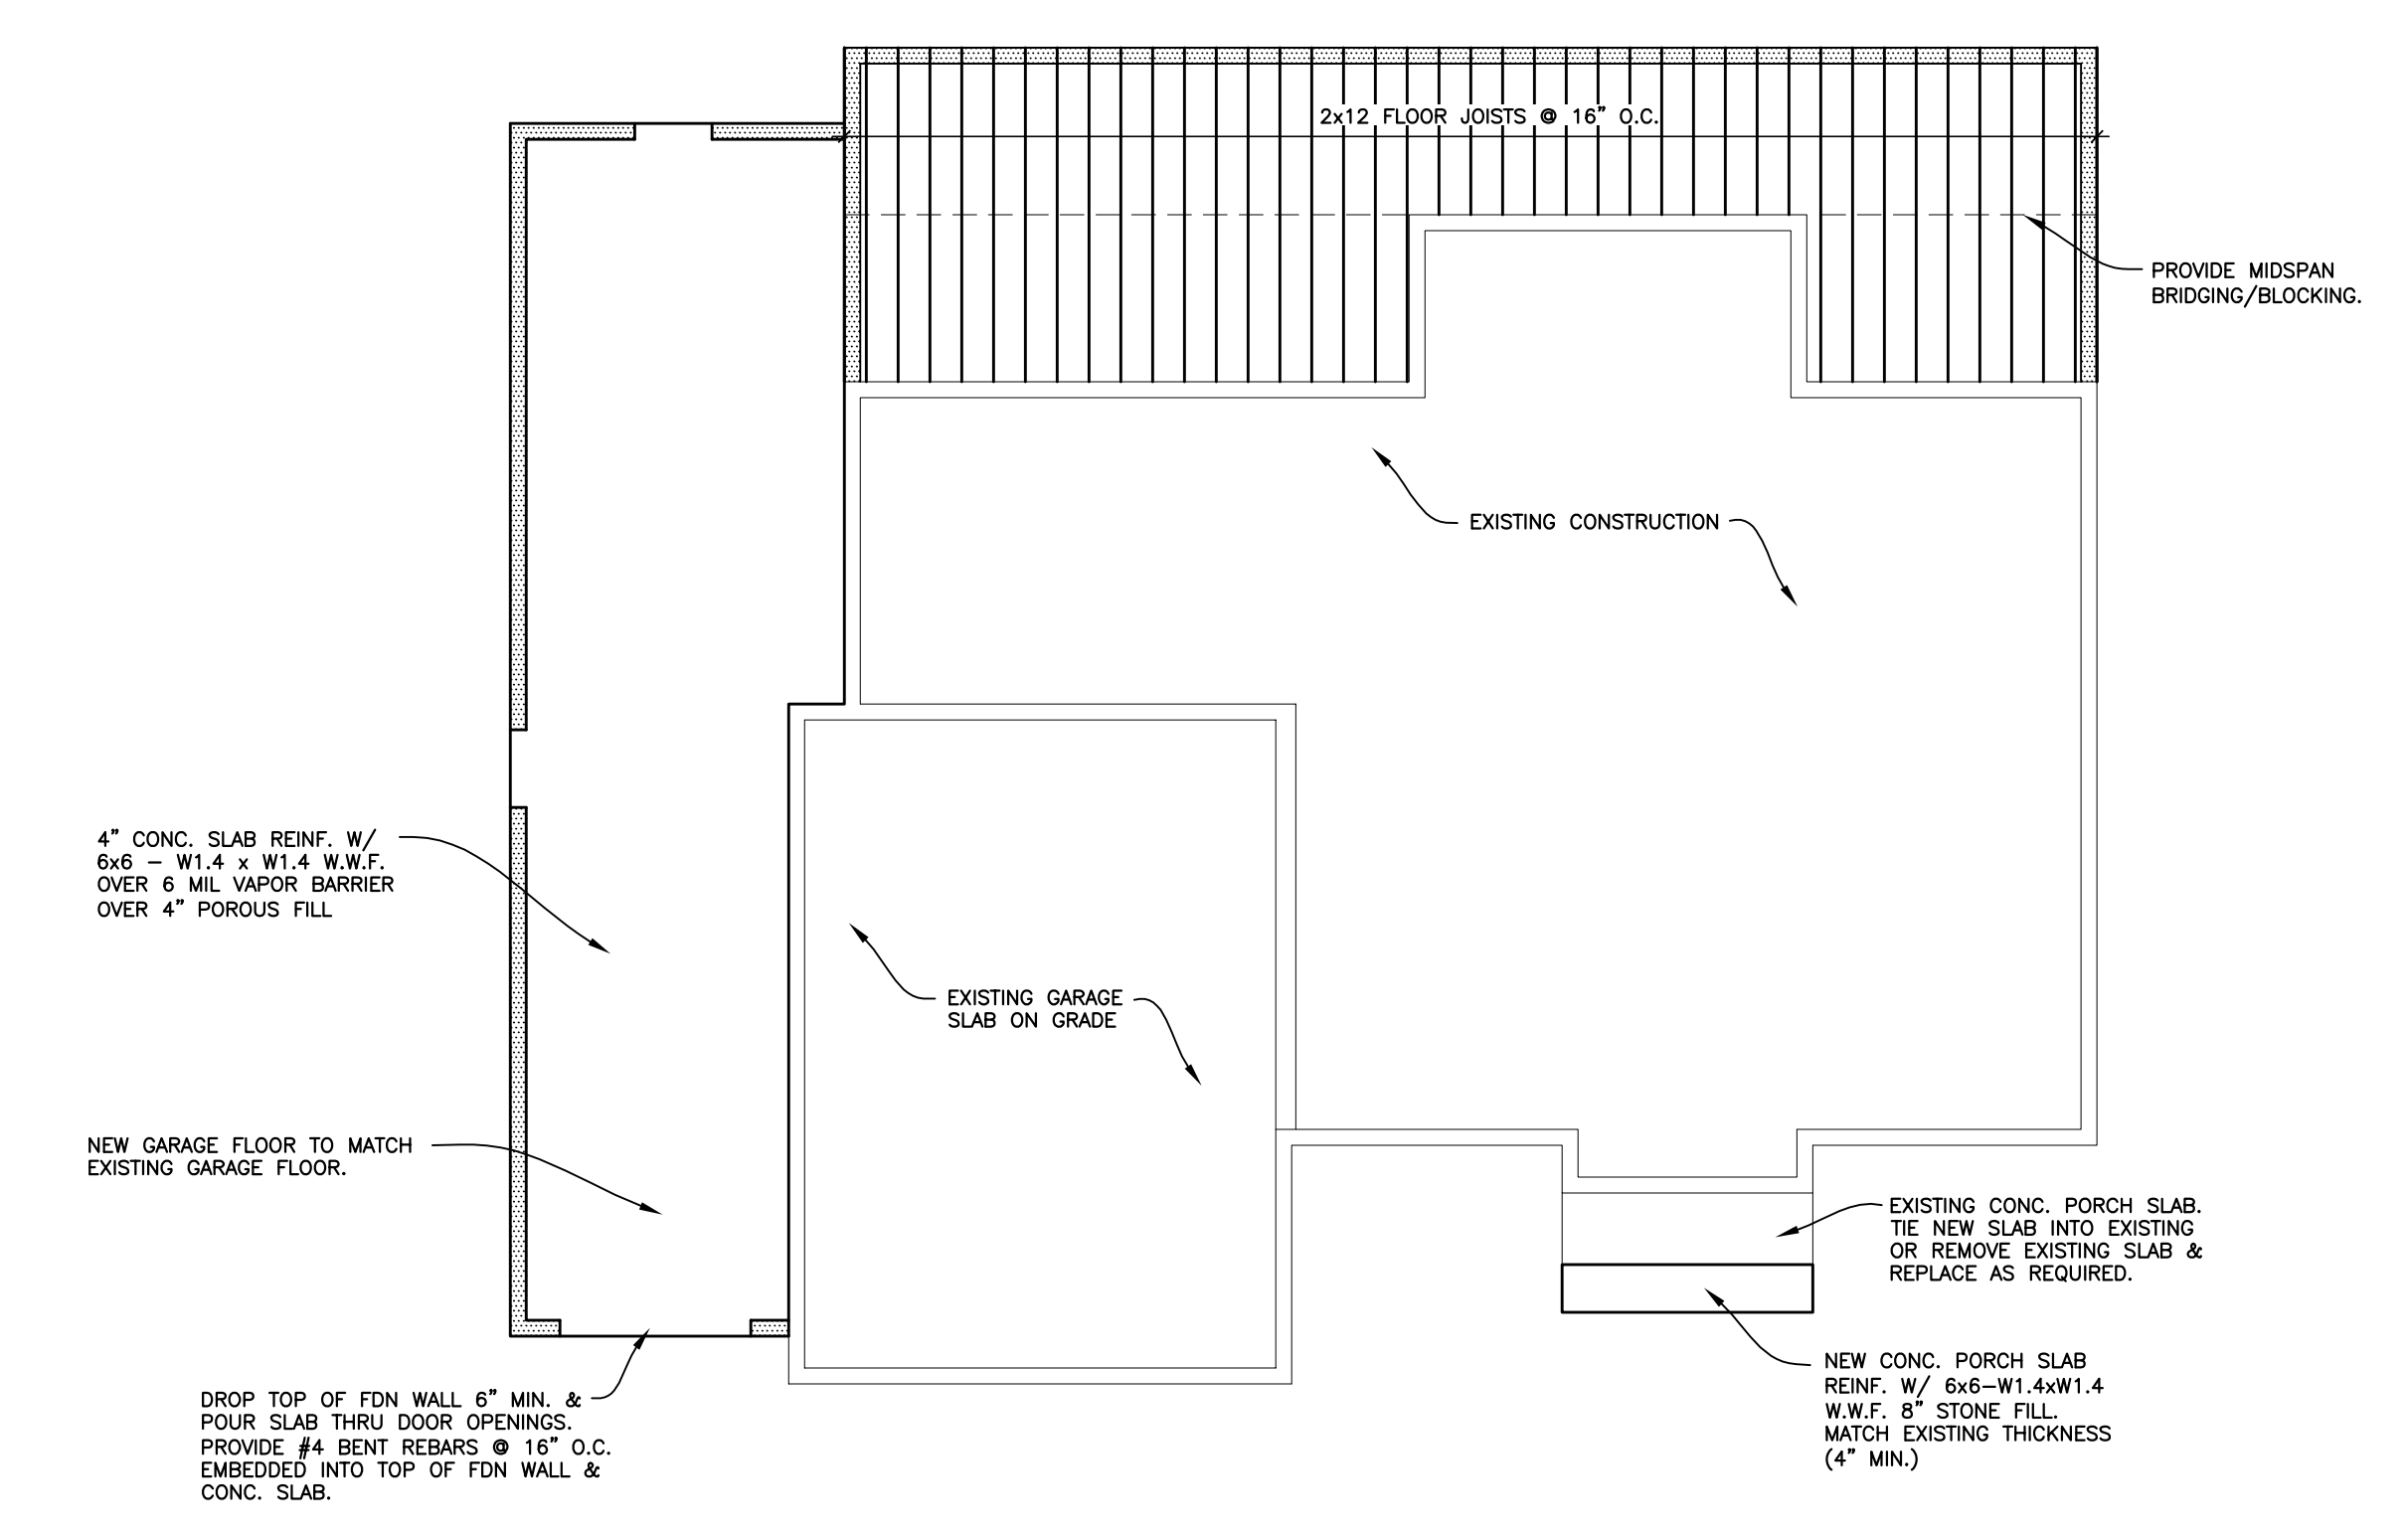 2x12 FLOOR JOISTS @ 16" O.C.
PROVIDE MIDSPAN
BRIDGING/BLOCKING.
EXISTING CONSTRUCTION
4" CONC. SLAB REINF. W/
6x6 - W1.4 x W1.4 W.W.F.
OVER 6 MIL VAPOR BARRIER
OVER 4" POROUS FILL
EXISTING GARAGE
SLAB ON GRADE
NEW GARAGE FLOOR TO MATCH
EXISTING GARAGE FLOOR.
EXISTING CONC. PORCH SLAB.
TIE NEW SLAB INTO EXISTING
OR REMOVE EXISTING SLAB &
REPLACE AS REQUIRED.
NEW CONC. PORCH SLAB
REINF. W/ 6x6-W1.4xW1.4
W.W.F. 8" STONE FILL.
MATCH EXISTING THICKNESS
(4" MIN.)
DROP TOP OF FDN WALL 6" MIN. &
POUR SLAB THRU DOOR OPENINGS.
PROVIDE #4 BENT REBARS @ 16" O.C.
EMBEDDED INTO TOP OF FDN WALL &
CONC. SLAB.